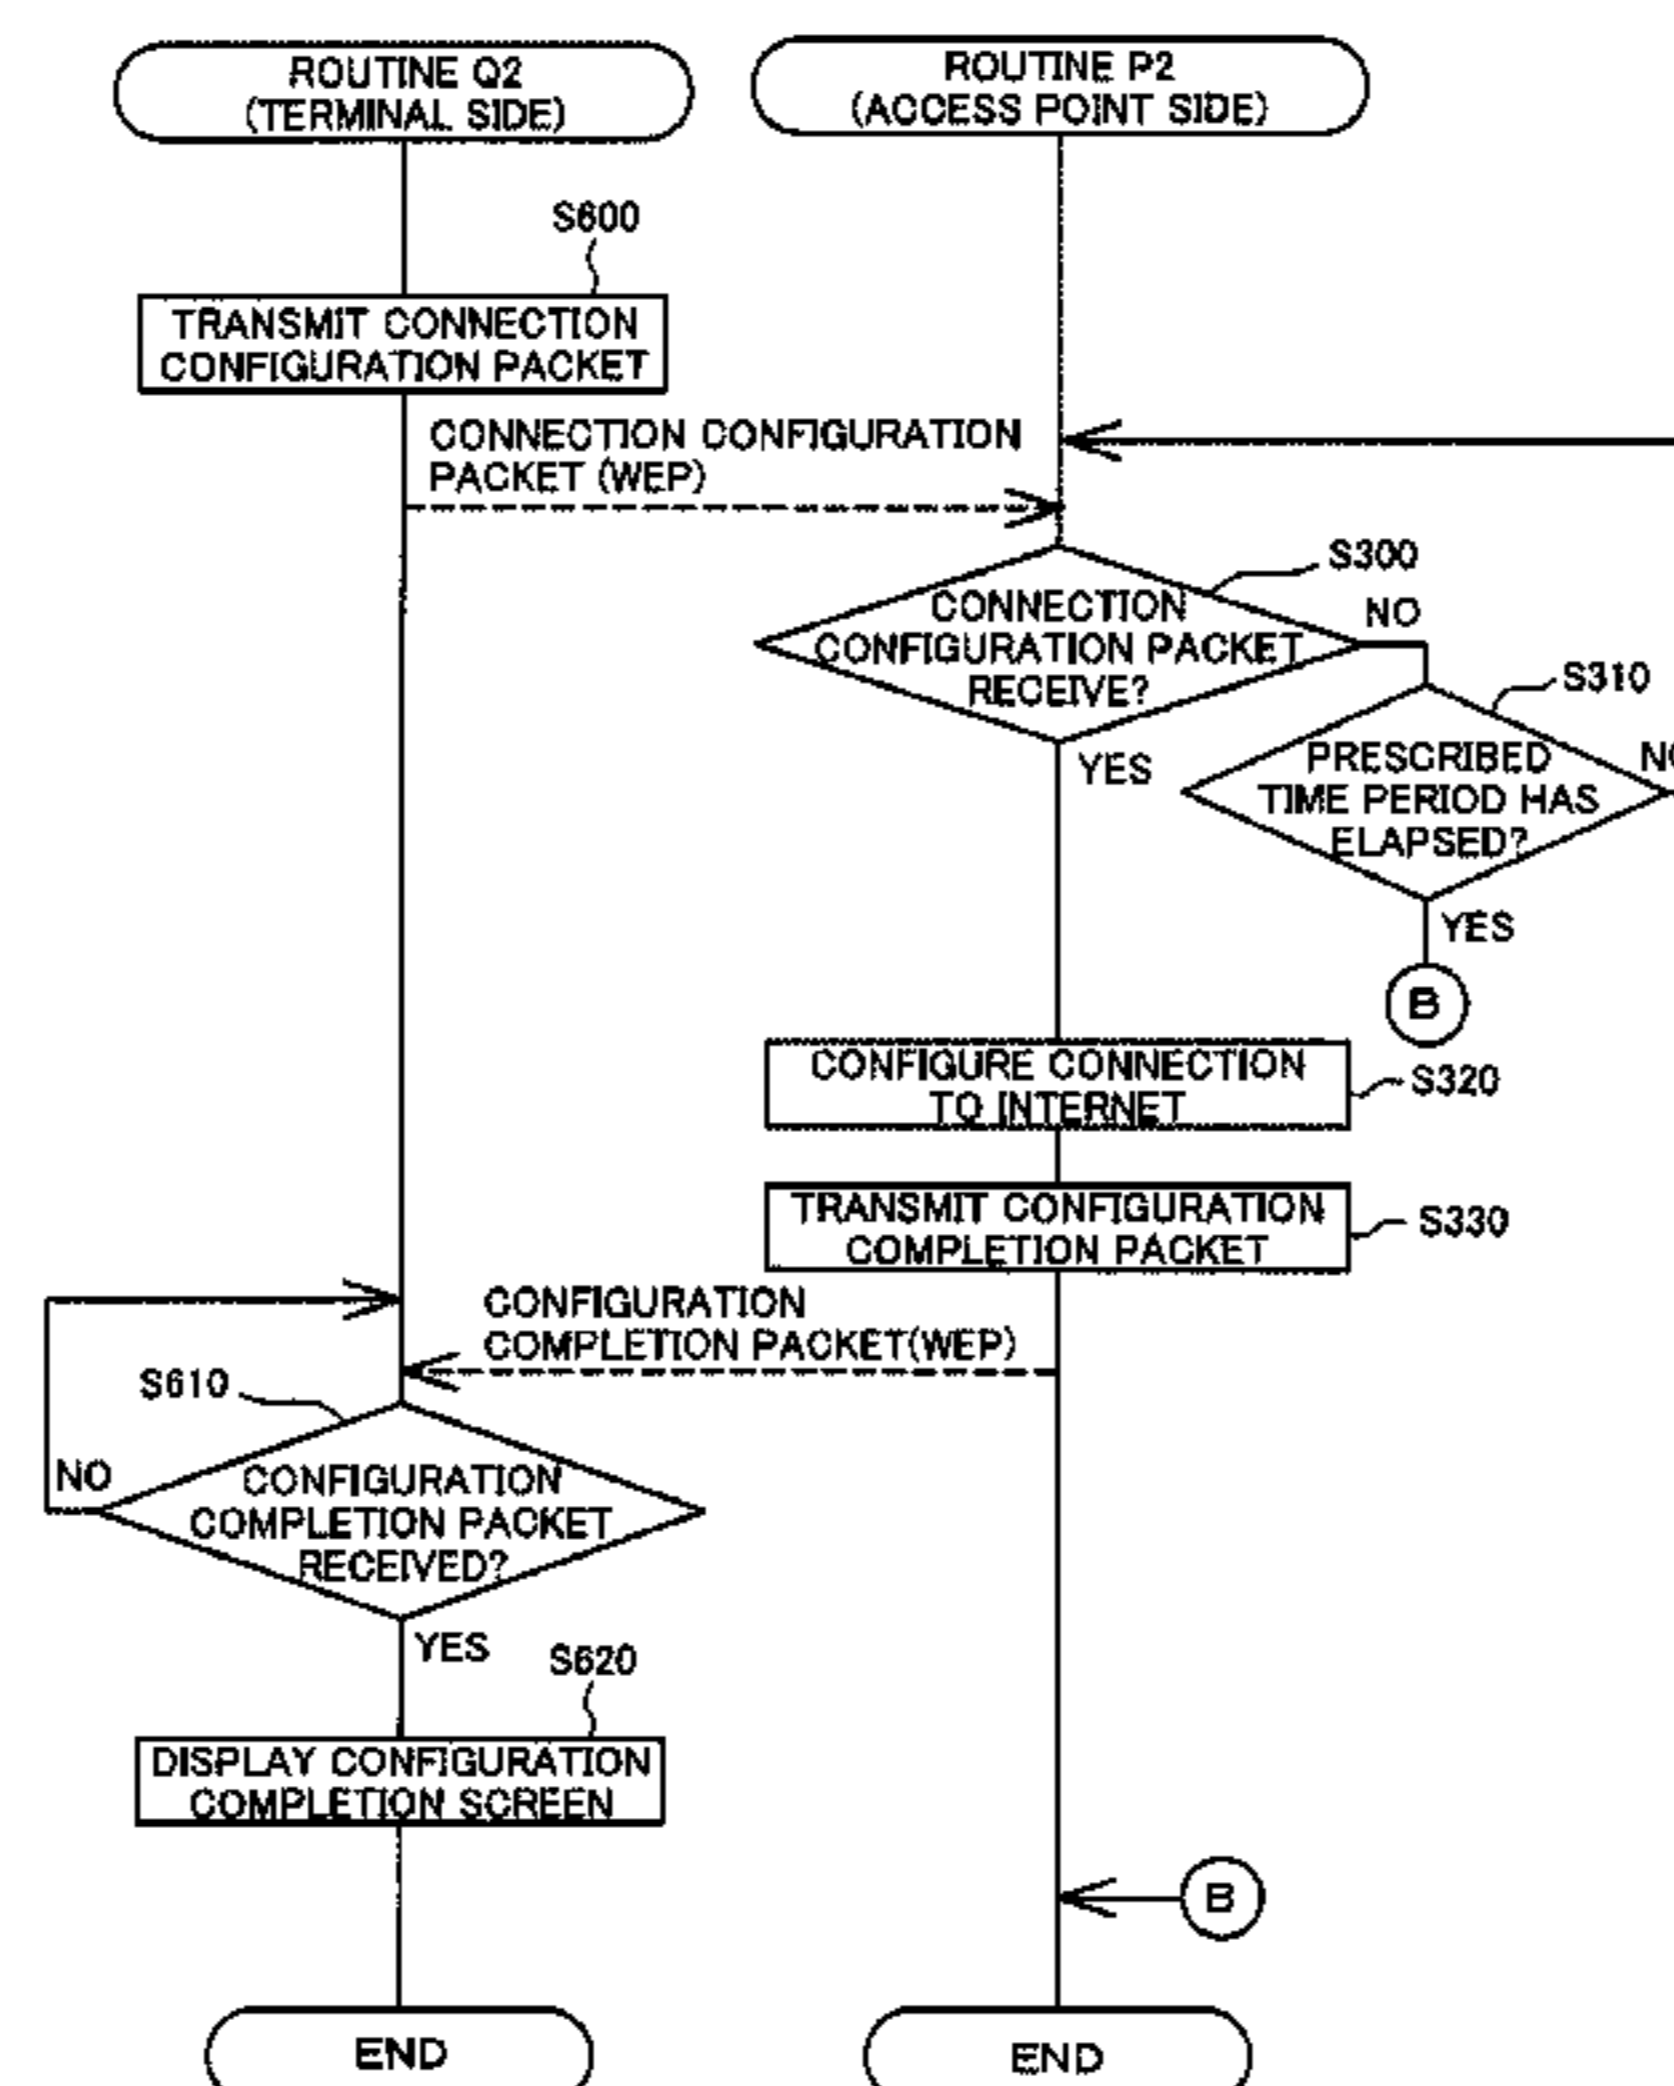 ROUTINE Q2
(TERMINAL SIDE)
ROUTINE P2
(ACCESS POINT SIDE)
S600
TRANSMIT CONNECTION
CONFIGURATION PACKET
CONNECTION CONFIGURATION
PACKET (WEP)
S300
CONNECTION
CONFIGURATION PACKET
RECEIVE?
NO
YES
S310
PRESCRIBED
TIME PERIOD HAS
ELAPSED?
NO
YES
B
CONFIGURE CONNECTION
TO INTERNET
S320
TRANSMIT CONFIGURATION
COMPLETION PACKET
S330
CONFIGURATION
COMPLETION PACKET(WEP)
S610
NO
CONFIGURATION
COMPLETION PACKET
RECEIVED?
YES
S620
DISPLAY CONFIGURATION
COMPLETION SCREEN
B
END
END